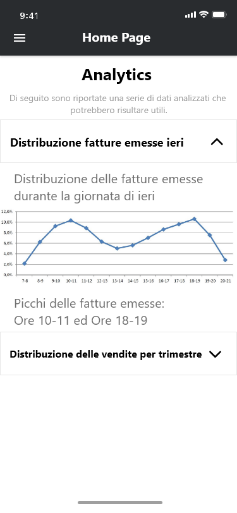 9:41
Home Page
Analytics
Di seguito sono riportate una serie di dati analizzati che
potrebbero risultare utili.
Distribuzione fatture emesse ieri
Distribuzione delle fatture emesse
durante la giornata di ieri
12,0%
10,0%
8,0%
6,0%
4,0%
2,0%
0,0%
7-8 8-9 9-10 10-11 11-12 12-13 13-14 14-15 15-16 16-17 17-18 18-19 19-20 20-21
Picchi delle fatture emesse:
Ore 10-11 ed Ore 18-19
Distribuzione delle vendite per trimestre